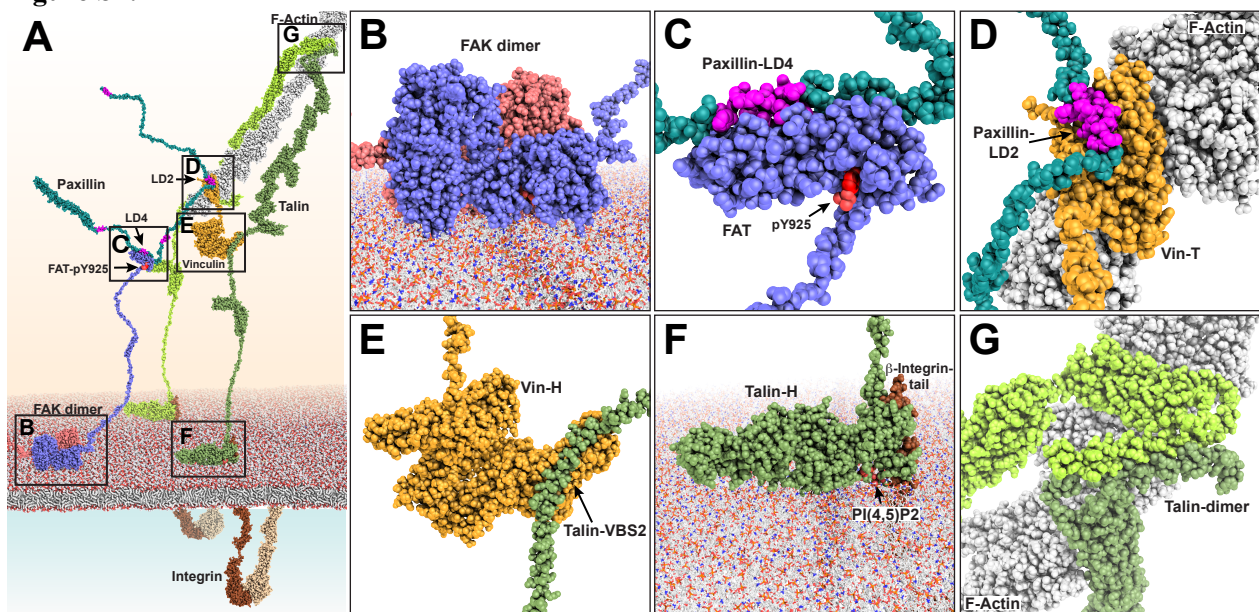 A
F-Actin
G
D
LD2
Paxillin
Talin
LD4
E
C
Vinculin
FAT-pY925
FAK dimer
B
F
Integrin
B
FAK dimer
C
Paxillin-LD4
FAT
pY925
D
F-Actin
Paxillin-
LD2
Vin-T
E
Vin-H
Talin-VBS2
F
Talin-H
β-Integrin-
tail
PI(4,5)P2
G
Talin-dimer
F-Actin